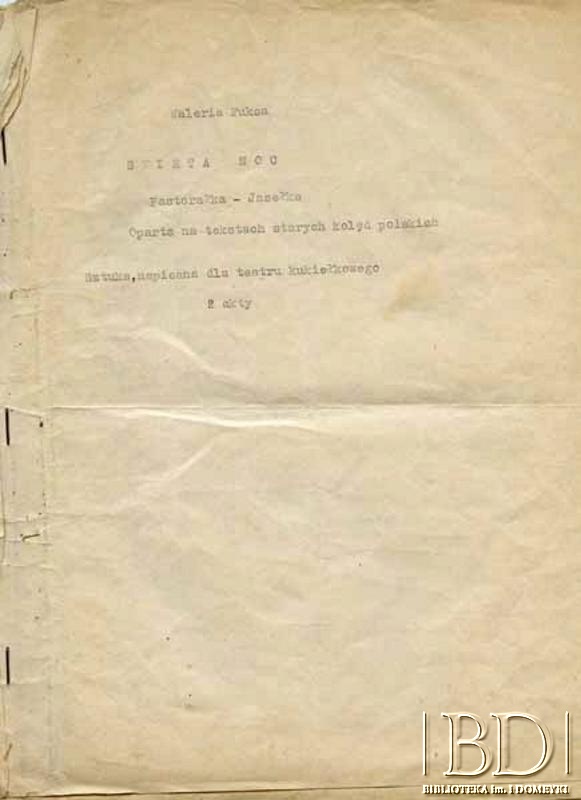 Waleria Fuksa
S W I Ę T A   N O C
Pastorałka - Jasełka
Oparta na tekstach starych kolęd polskich
Sztuka, napisana dla teatru kukiełkowego
2 akty
|BD|
BIBLIOTEKA im. I DOMEYKI